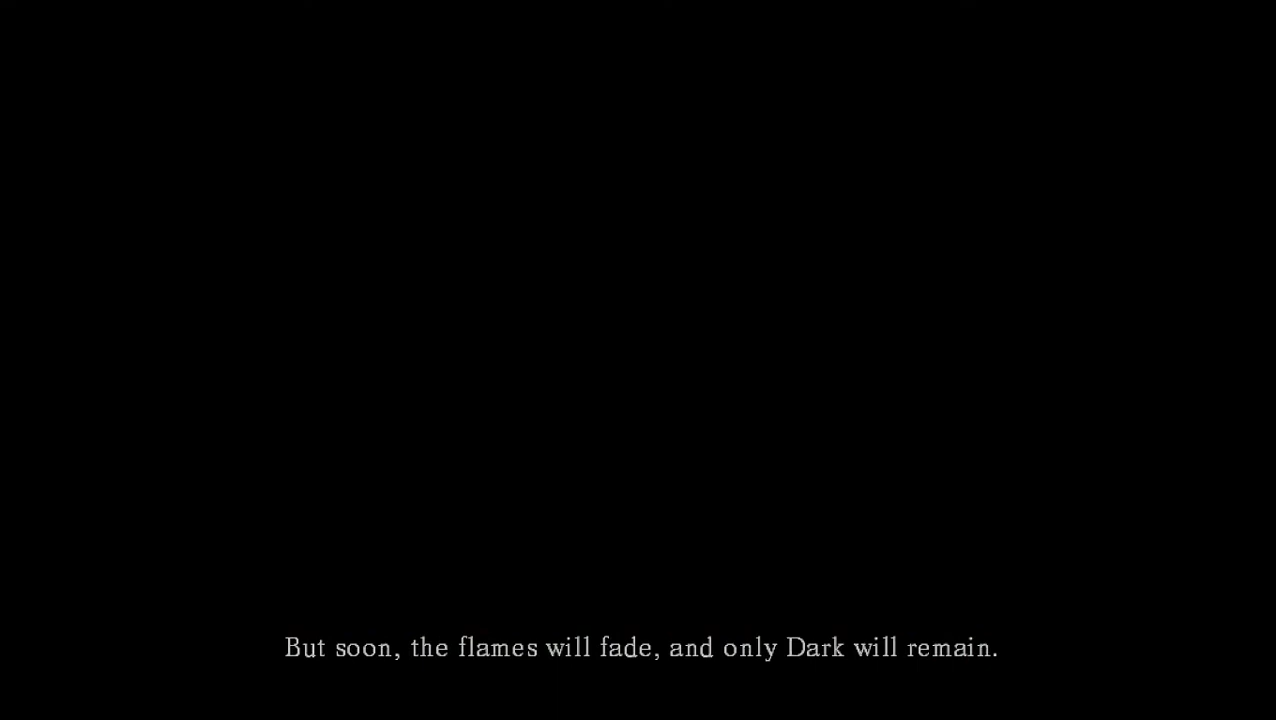 But soon, the flames will fade, and only Dark will remain.